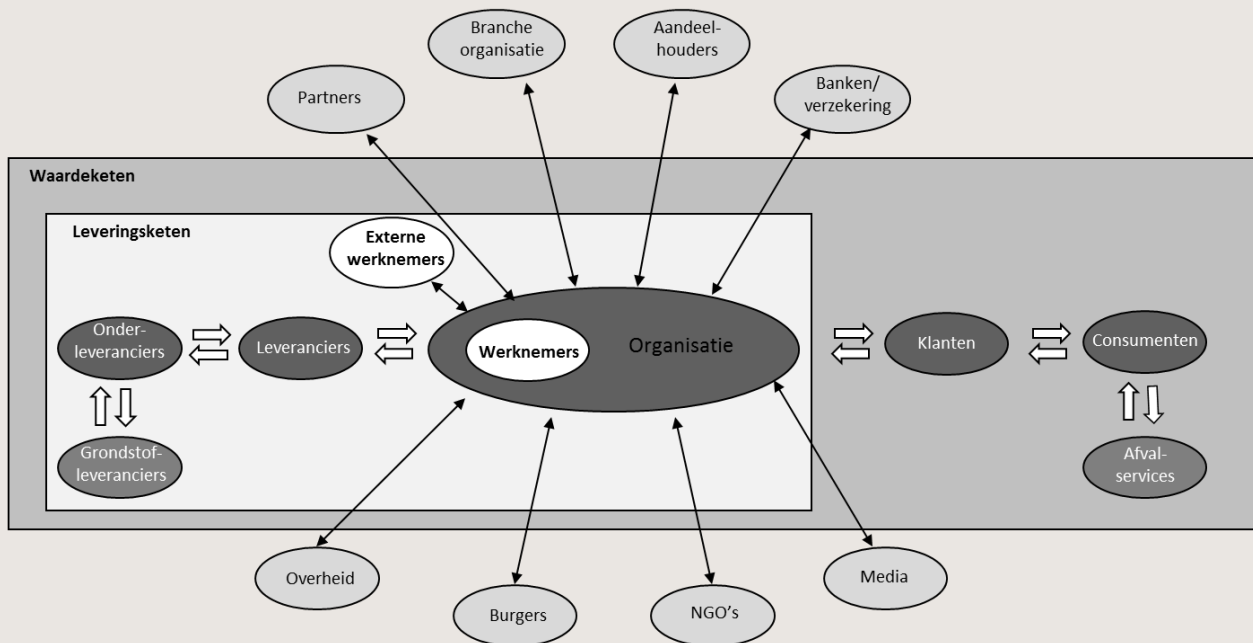 Branche
organisatie
Aandeel-
houders
Partners
Banken/
verzekering
Waardeketen
Leveringsketen
Externe
werknemers
Onder-
leveranciers
Leveranciers
Werknemers
Organisatie
Klanten
Consumenten
Grondstof-
leveranciers
Afval-
services
Overheid
Burgers
NGO's
Media